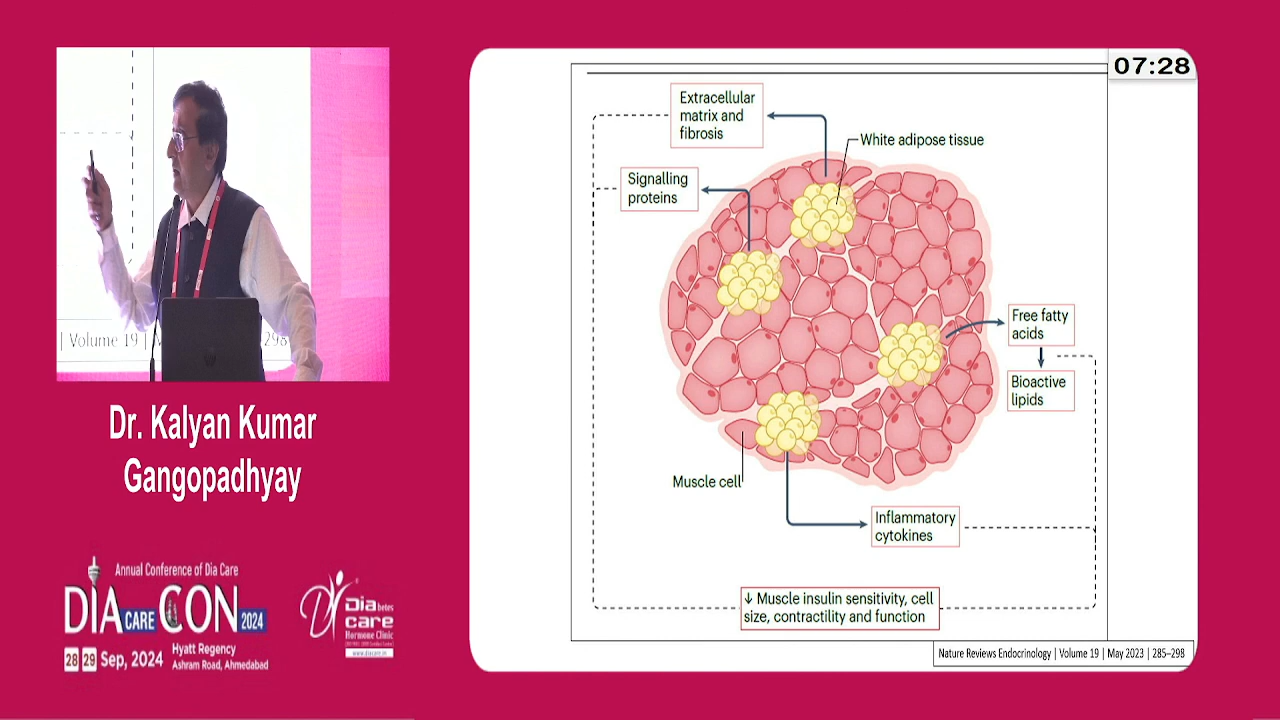 07:28
Extracellular
matrix and
fibrosis
White adipose tissue
Signalling
proteins
Free fatty
acids
Bioactive
lipids
Muscle cell
Inflammatory
cytokines
↓ Muscle insulin sensitivity, cell
size, contractility and function
Nature Reviews Endocrinology | Volume 19 | May 2023 | 285–298
| Volume 19 |
298
Dr. Kalyan Kumar
Gangopadhyay
Annual Conference of Dia Care
DIA CARE CON 2024
28 29 Sep, 2024
Hyatt Regency
Ashram Road, Ahmedabad
Diabetes
care
Hormone Clinic
www.diacare.in